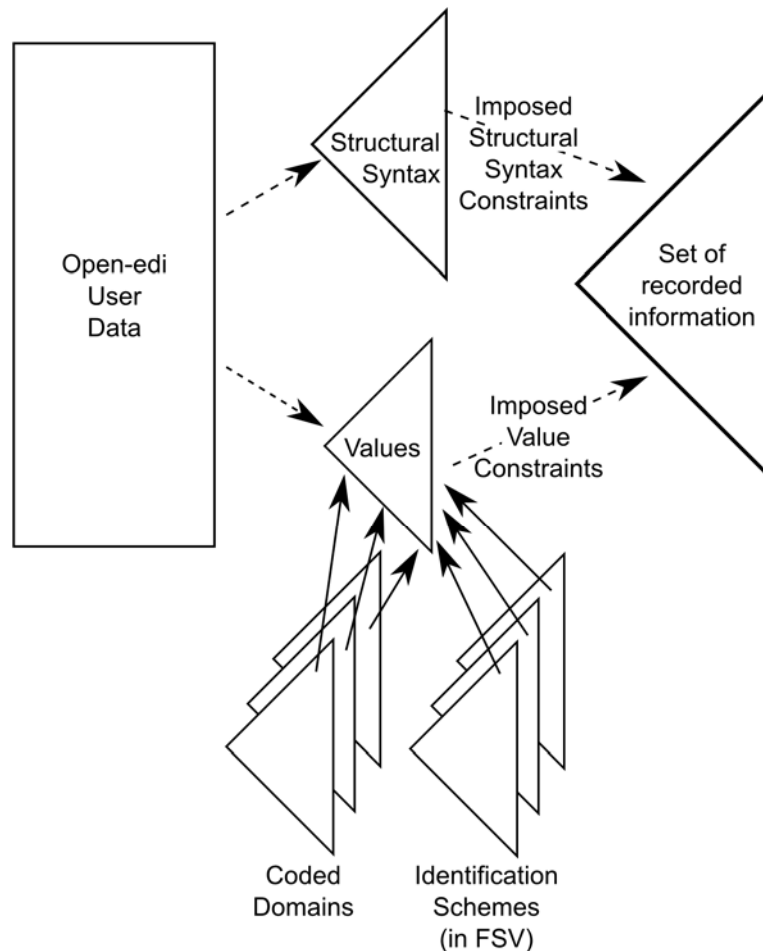 Open-edi
User
Data
Structural
Syntax
Imposed
Structural
Syntax
Constraints
Set of
recorded
information
Values
Imposed
Value
Constraints
Coded
Domains
Identification
Schemes
(in FSV)